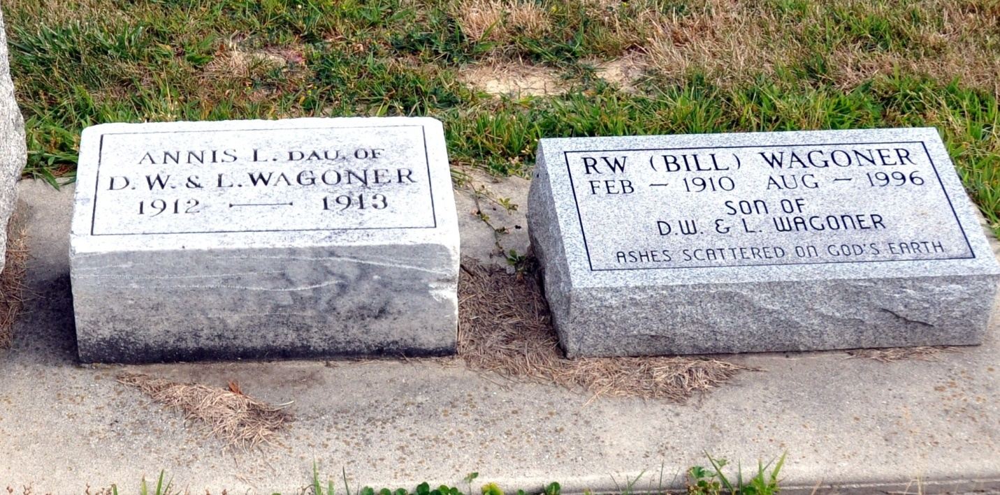 ANNIS L. DAU. OF
D. W. & L. WAGONER
1912 — 1913
RW (BILL) WAGONER
FEB – 1910 AUG – 1996
SON OF
D.W. & L. WAGONER
ASHES SCATTERED ON GOD'S EARTH